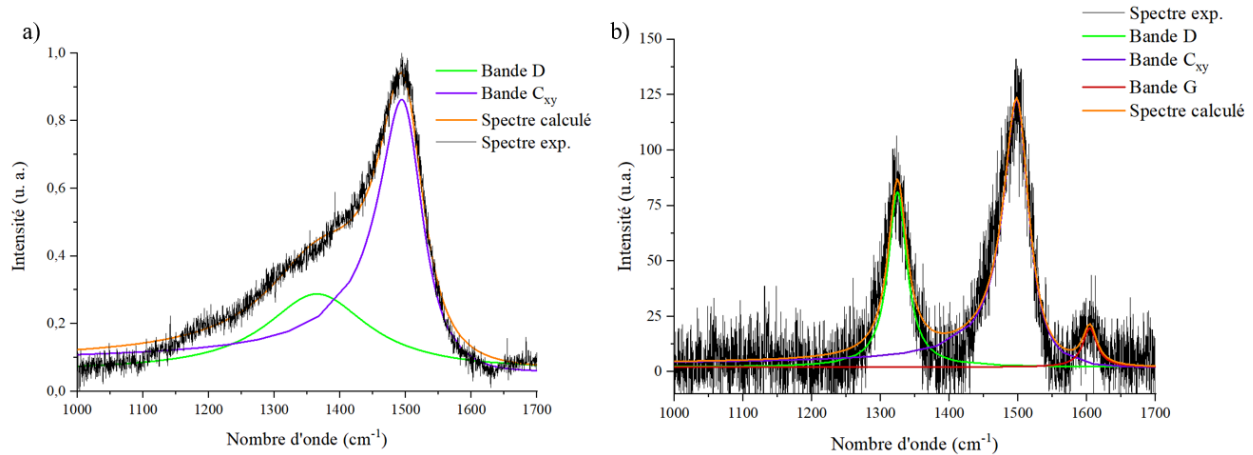 a)
1,0
0,8
0,6
0,4
0,2
0,0
Intensité (u. a.)
1000 1100 1200 1300 1400 1500 1600 1700
Nombre d'onde (cm⁻¹)
Bande D
Bande Cxy
Spectre calculé
Spectre exp.
b)
150
125
100
75
50
25
0
Intensité (u.a.)
1000 1100 1200 1300 1400 1500 1600 1700
Nombre d'onde (cm⁻¹)
Spectre exp.
Bande D
Bande Cxy
Bande G
Spectre calculé